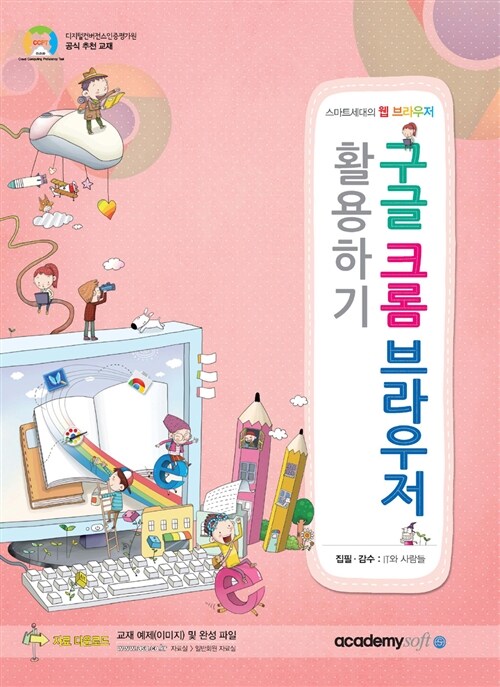 디지털컨버전스인증평가원
공식 추천 교재
스마트세대의 웹 브라우저
구글 크롬 브라우저
활용하기
집필·감수 : IT와 사람들
자료 다운로드
교재 예제(이미지) 및 완성 파일
자료실 > 일반회원 자료실
academysoft